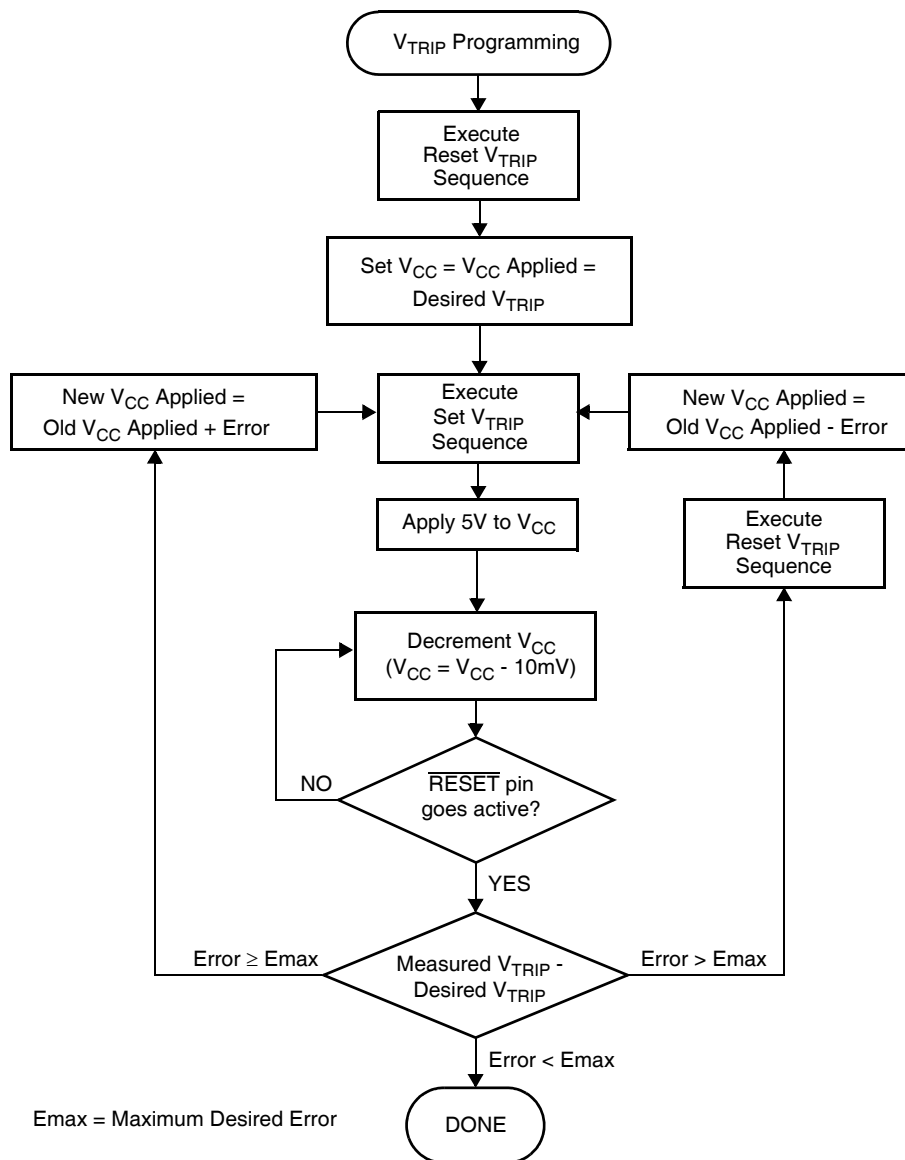 V_TRIP Programming
Execute
Reset V_TRIP
Sequence
Set V_CC = V_CC Applied =
Desired V_TRIP
New V_CC Applied =
Old V_CC Applied + Error
Execute
Set V_TRIP
Sequence
New V_CC Applied =
Old V_CC Applied - Error
Apply 5V to V_CC
Execute
Reset V_TRIP
Sequence
Decrement V_CC
(V_CC = V_CC - 10mV)
NO
R̅E̅S̅E̅T̅ pin
goes active?
YES
Error ≥ Emax
Measured V_TRIP -
Desired V_TRIP
Error > Emax
Error < Emax
Emax = Maximum Desired Error
DONE